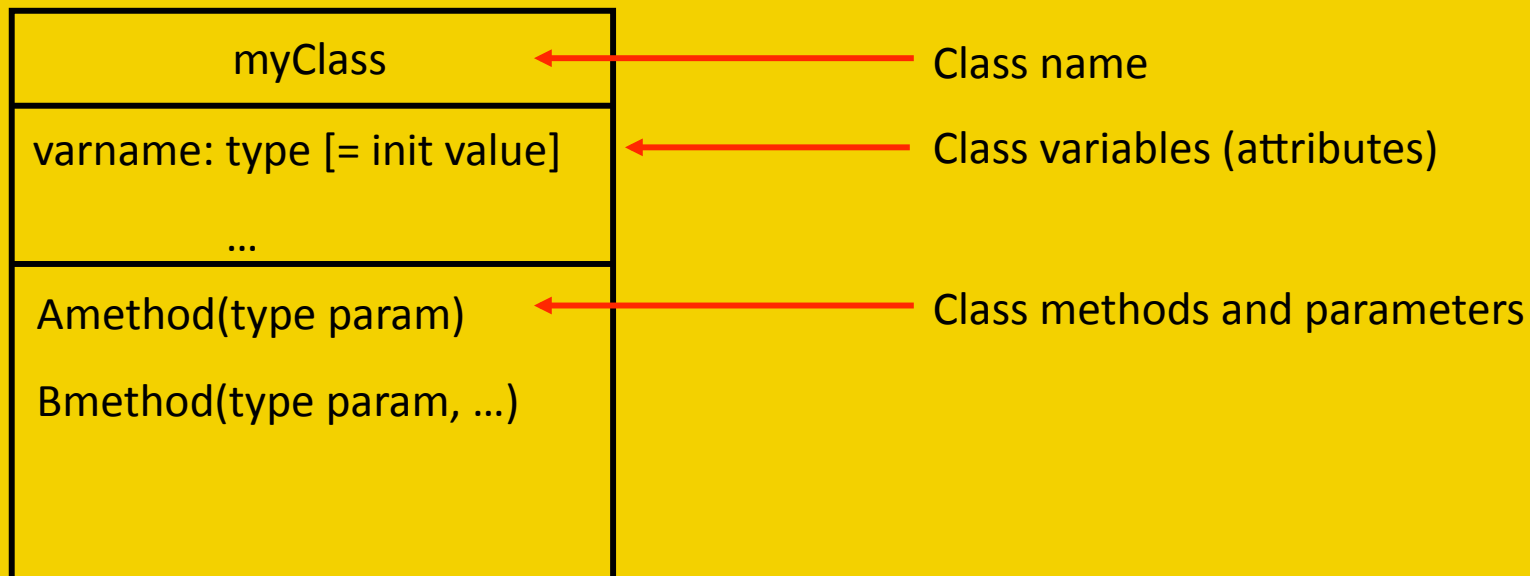 myClass
Class name
varname: type [= init value]
Class variables (attributes)
…
Amethod(type param)
Class methods and parameters
Bmethod(type param, …)